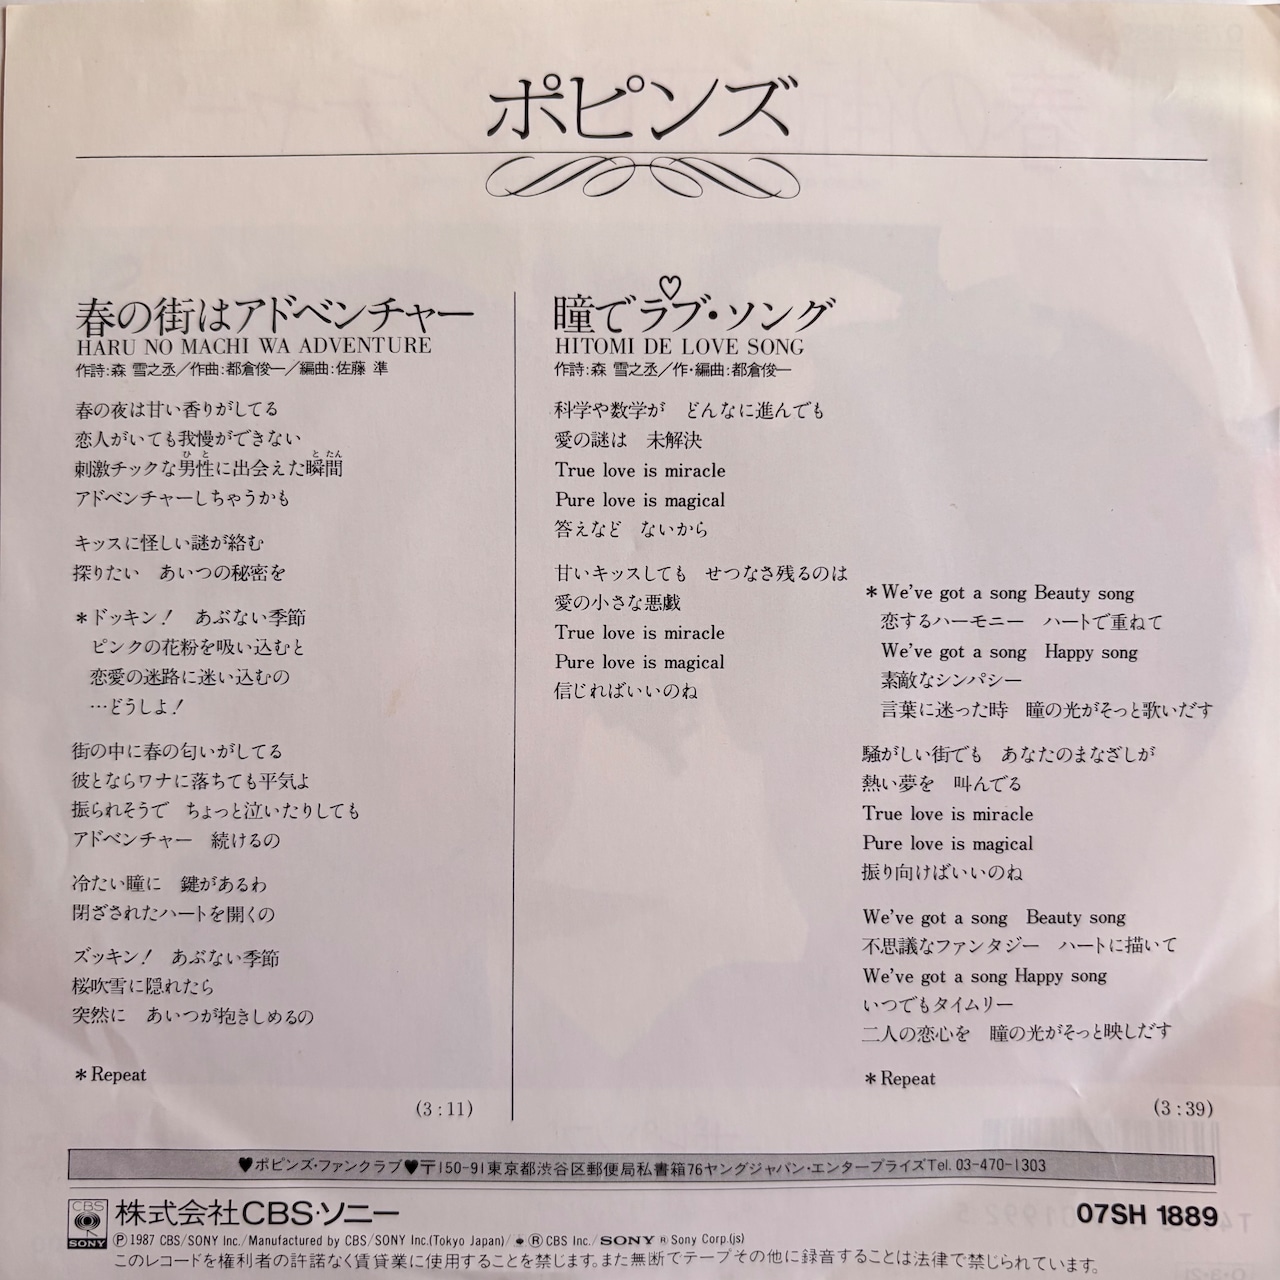 ポピンズ
春の街はアドベンチャー
HARU NO MACHI WA ADVENTURE
作詩:森 雪之丞/作曲:都倉俊一/編曲:佐藤 準
春の夜は甘い香りがしてる
恋人がいても我慢ができない
刺激チックな男性に出会えた瞬間
ひと とたん
アドベンチャーしちゃうかも
キッスに怪しい謎が絡む
探りたい あいつの秘密を
*ドッキン! あぶない季節
ピンクの花粉を吸い込むと
恋愛の迷路に迷い込むの
…どうしよ!
街の中に春の匂いがしてる
彼とならワナに落ちても平気よ
振られそうで ちょっと泣いたりしても
アドベンチャー 続けるの
冷たい瞳に 鍵があるわ
閉ざされたハートを開くの
ズッキン! あぶない季節
桜吹雪に隠れたら
突然に あいつが抱きしめるの
*Repeat
(3:11)
瞳でラブ・ソング
HITOMI DE LOVE SONG
作詩:森 雪之丞/作・編曲:都倉俊一
科学や数学が どんなに進んでも
愛の謎は 未解決
True love is miracle
Pure love is magical
答えなど ないから
甘いキッスしても せつなさ残るのは
愛の小さな悪戯
True love is miracle
Pure love is magical
信じればいいのね
*We've got a song Beauty song
恋するハーモニー ハートで重ねて
We've got a song Happy song
素敵なシンパシー
言葉に迷った時 瞳の光がそっと歌いだす
騒がしい街でも あなたのまなざしが
熱い夢を 叫んでる
True love is miracle
Pure love is magical
振り向けばいいのね
We've got a song Beauty song
不思議なファンタジー ハートに描いて
We've got a song Happy song
いつでもタイムリー
二人の恋心を 瞳の光がそっと映しだす
*Repeat
(3:39)
♥ポピンズ・ファンクラブ♥〒150-91東京都渋谷区郵便局私書箱76ヤングジャパン・エンタープライズTel.03-470-1303
CBS SONY 株式会社CBS・ソニー
07SH 1889
Ⓟ1987 CBS/SONY Inc./Manufactured by CBS/SONY Inc.(Tokyo Japan)/ ® CBS Inc./SONY ® Sony Corp.(js)
このレコードを権利者の許諾なく賃貸業に使用することを禁じます。また無断でテープその他に録音することは法律で禁じられています。